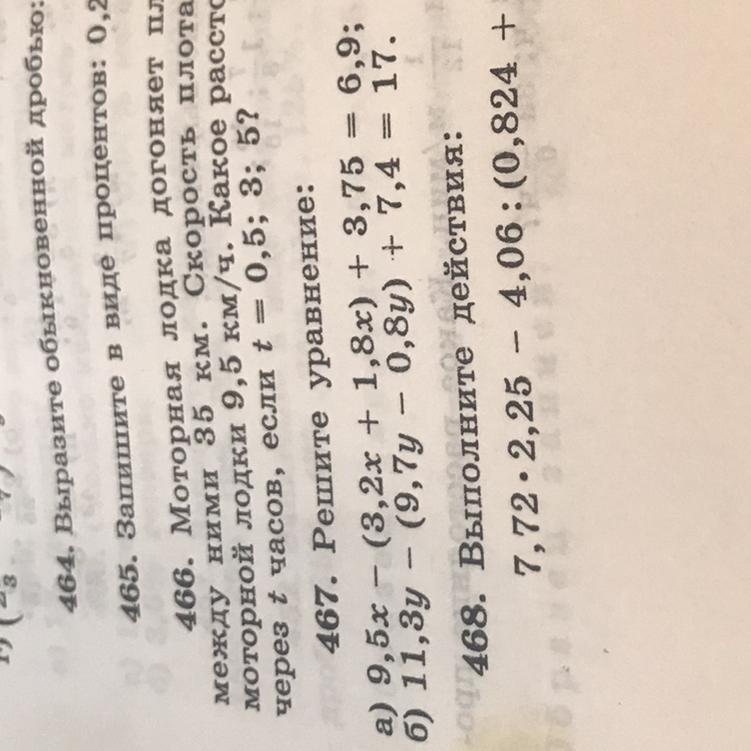 464. Выразите обыкновенной дробью:
465. Запишите в виде процентов: 0,2
466. Моторная лодка догоняет
между ними 35 км. Скорость плота
моторной лодки 9,5 км/ч. Какое
через t часов, если t = 0,5; 3; 5?
467. Решите уравнение:
а) 9,5x − (3,2x + 1,8x) + 3,75 = 6,9;
б) 11,3y − (9,7y − 0,8y) + 7,4 = 17.
468. Выполните действия:
7,72 · 2,25 − 4,06 : (0,824 +